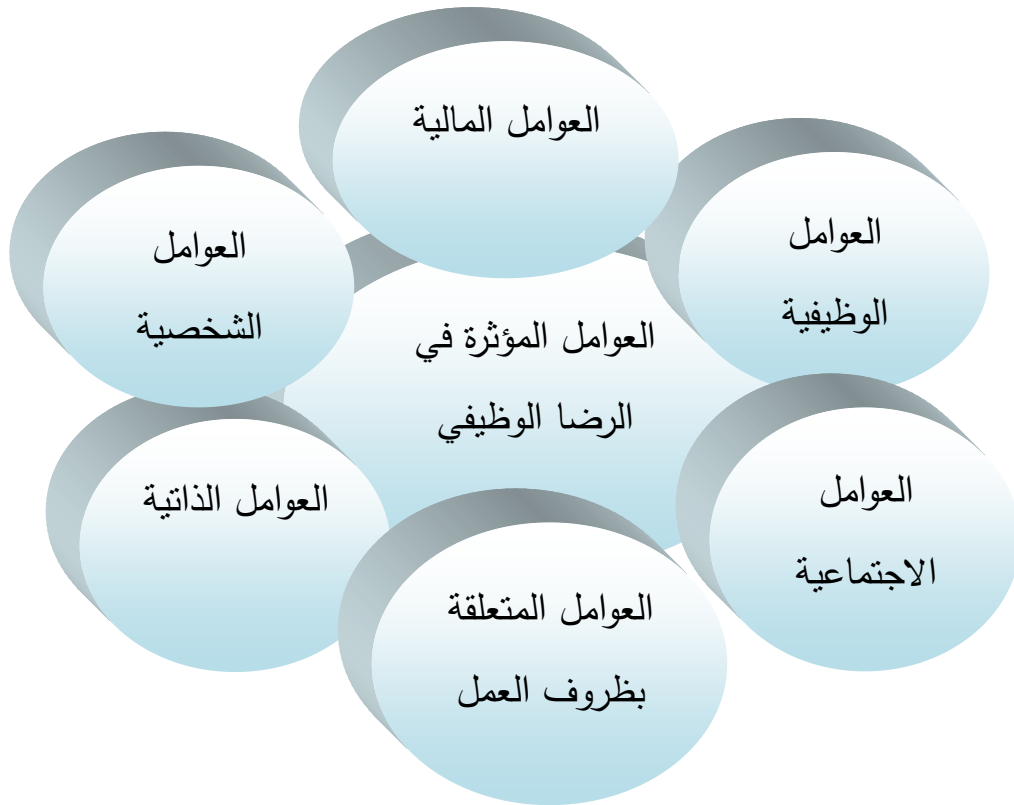 العوامل المالية
العوامل
الوظيفية
العوامل
الشخصية
العوامل المؤثرة في
الرضا الوظيفي
العوامل
الاجتماعية
العوامل الذاتية
العوامل المتعلقة
بظروف العمل